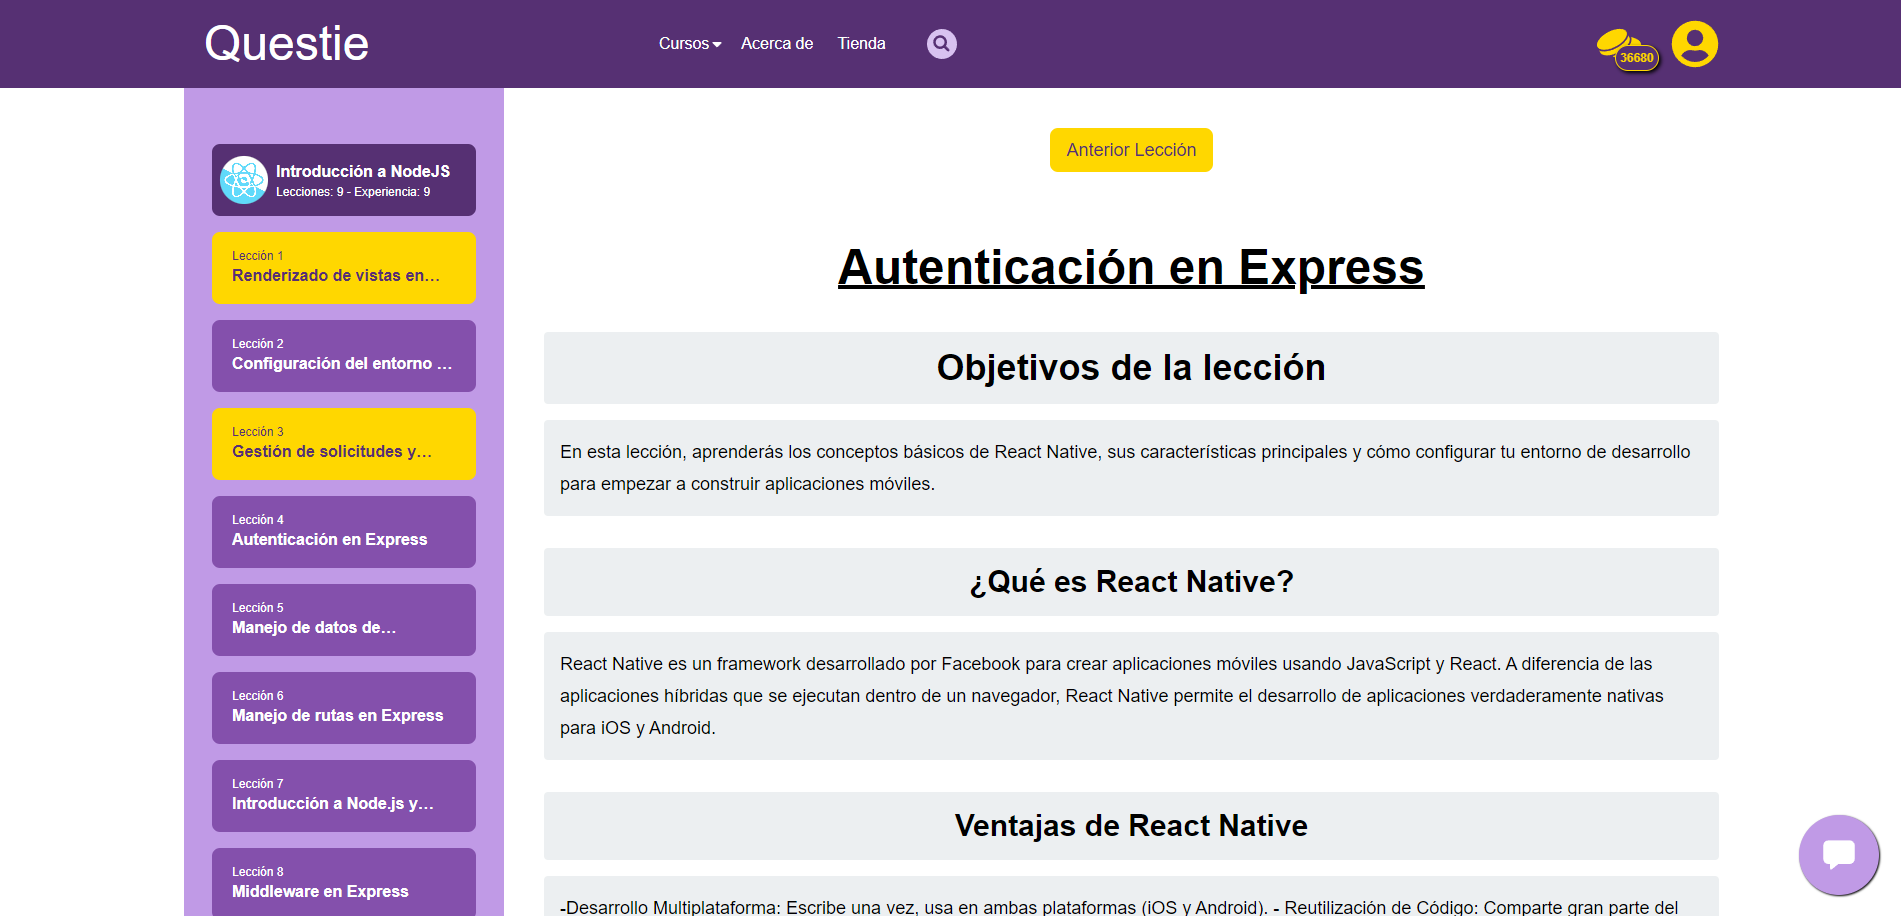 Questie
Cursos
Acerca de
Tienda
36680
Introducción a NodeJS
Lecciones: 9 - Experiencia: 9
Lección 1
Renderizado de vistas en...
Lección 2
Configuración del entorno ...
Lección 3
Gestión de solicitudes y...
Lección 4
Autenticación en Express
Lección 5
Manejo de datos de...
Lección 6
Manejo de rutas en Express
Lección 7
Introducción a Node.js y...
Lección 8
Middleware en Express
Anterior Lección
Autenticación en Express
Objetivos de la lección
En esta lección, aprenderás los conceptos básicos de React Native, sus características principales y cómo configurar tu entorno de desarrollo
para empezar a construir aplicaciones móviles.
¿Qué es React Native?
React Native es un framework desarrollado por Facebook para crear aplicaciones móviles usando JavaScript y React. A diferencia de las
aplicaciones híbridas que se ejecutan dentro de un navegador, React Native permite el desarrollo de aplicaciones verdaderamente nativas
para iOS y Android.
Ventajas de React Native
-Desarrollo Multiplataforma: Escribe una vez, usa en ambas plataformas (iOS y Android). - Reutilización de Código: Comparte gran parte del